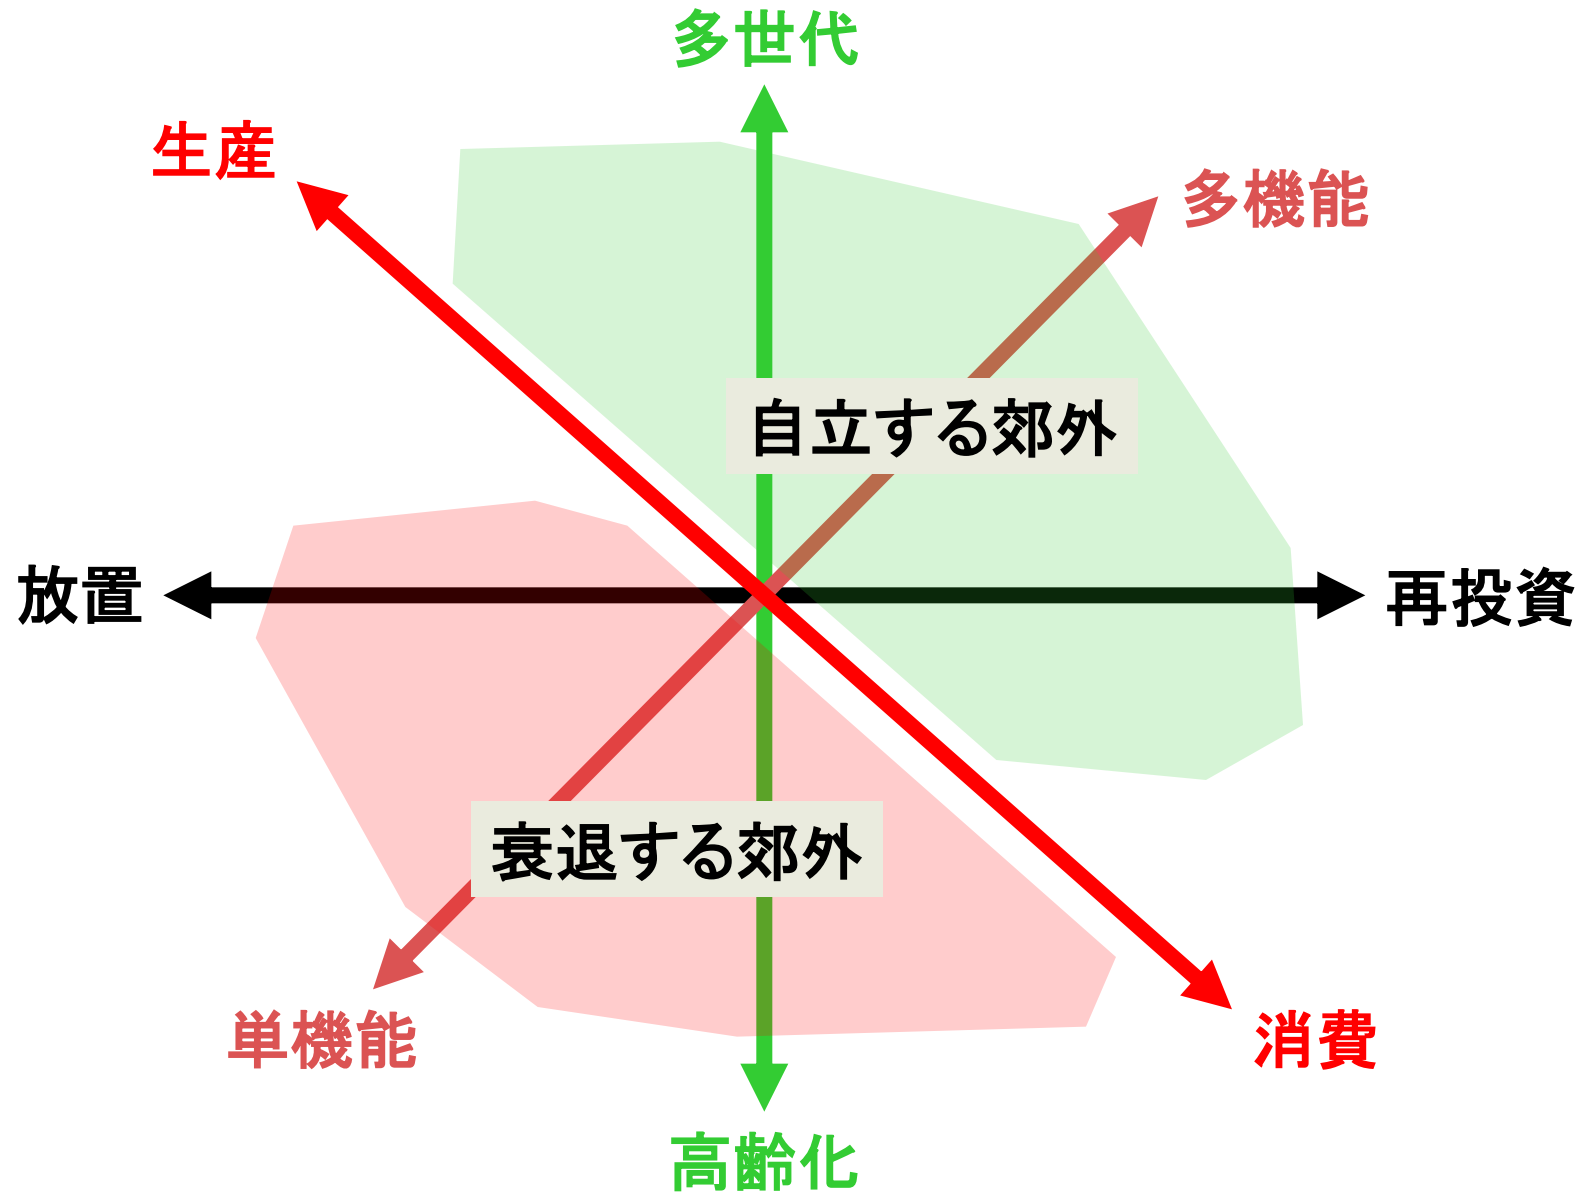 多世代
生産
多機能
自立する郊外
放置
再投資
衰退する郊外
単機能
消費
高齢化